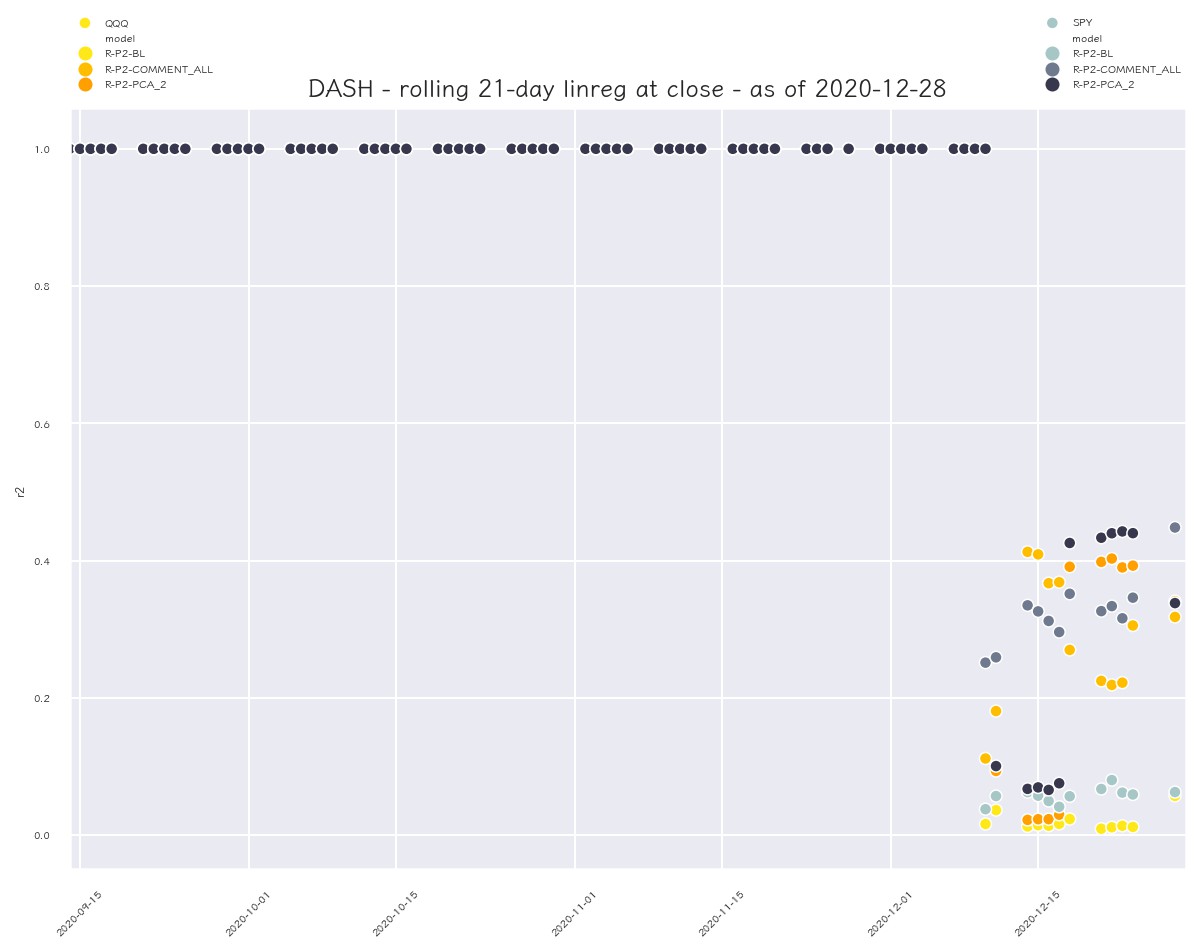 QQQ
model
R-P2-BL
R-P2-COMMENT_ALL
R-P2-PCA_2
SPY
model
R-P2-BL
R-P2-COMMENT_ALL
R-P2-PCA_2
DASH - rolling 21-day linreg at close - as of 2020-12-28
1.0
0.8
0.6
0.4
0.2
0.0
r2
2020-09-15
2020-10-01
2020-10-15
2020-11-01
2020-11-15
2020-12-01
2020-12-15